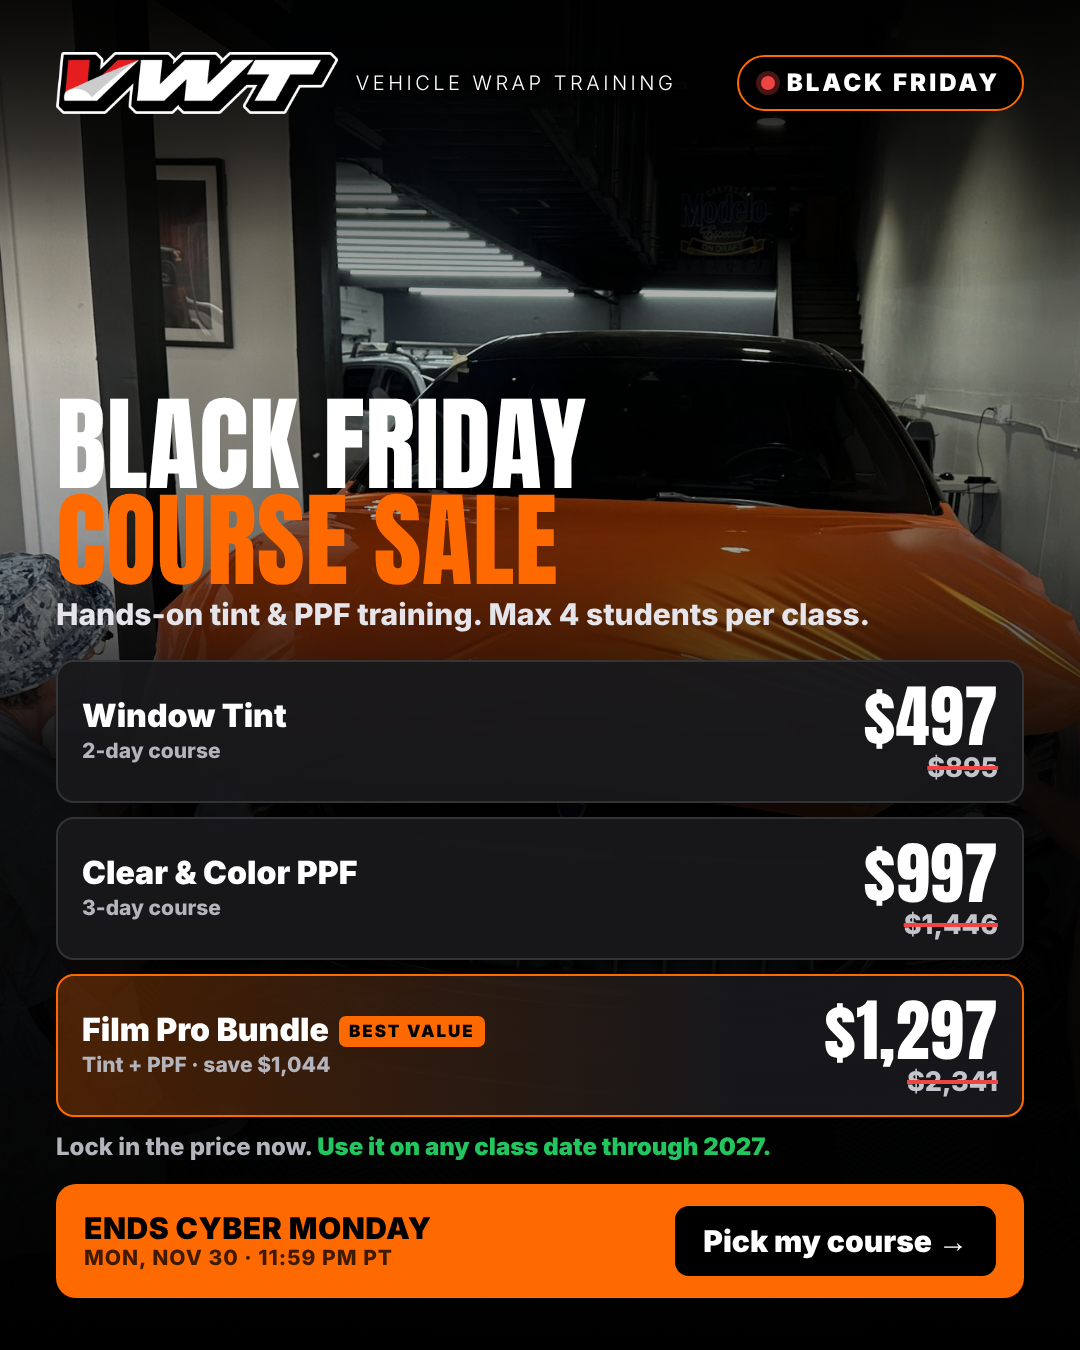 VWT VEHICLE WRAP TRAINING
BLACK FRIDAY
Modelo
Especial
BLACK FRIDAY
COURSE SALE
Hands-on tint & PPF training. Max 4 students per class.
Window Tint
2-day course
$497
$895
Clear & Color PPF
3-day course
$997
$1,446
Film Pro Bundle BEST VALUE
Tint + PPF · save $1,044
$1,297
$2,341
Lock in the price now. Use it on any class date through 2027.
ENDS CYBER MONDAY
MON, NOV 30 · 11:59 PM PT
Pick my course →